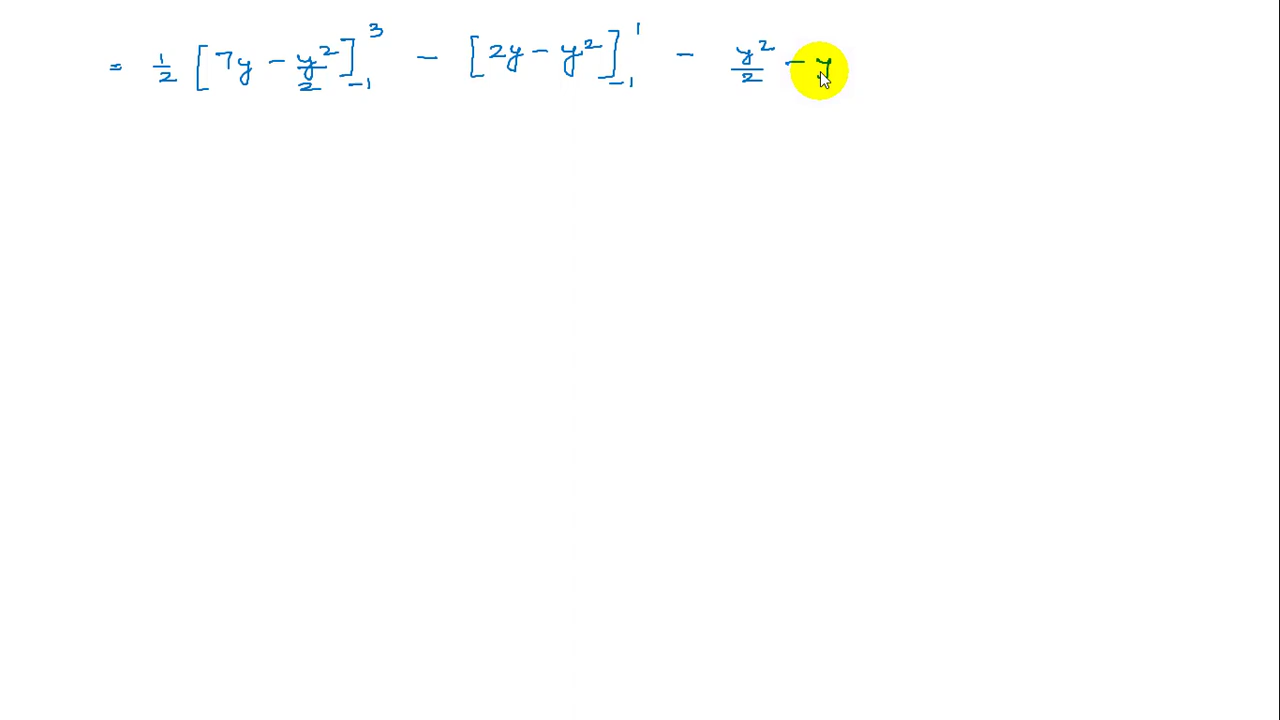 = 1/2 [7y - y²/2]₋₁³ - [2y - y²]₋₁¹ - y²/2 - y